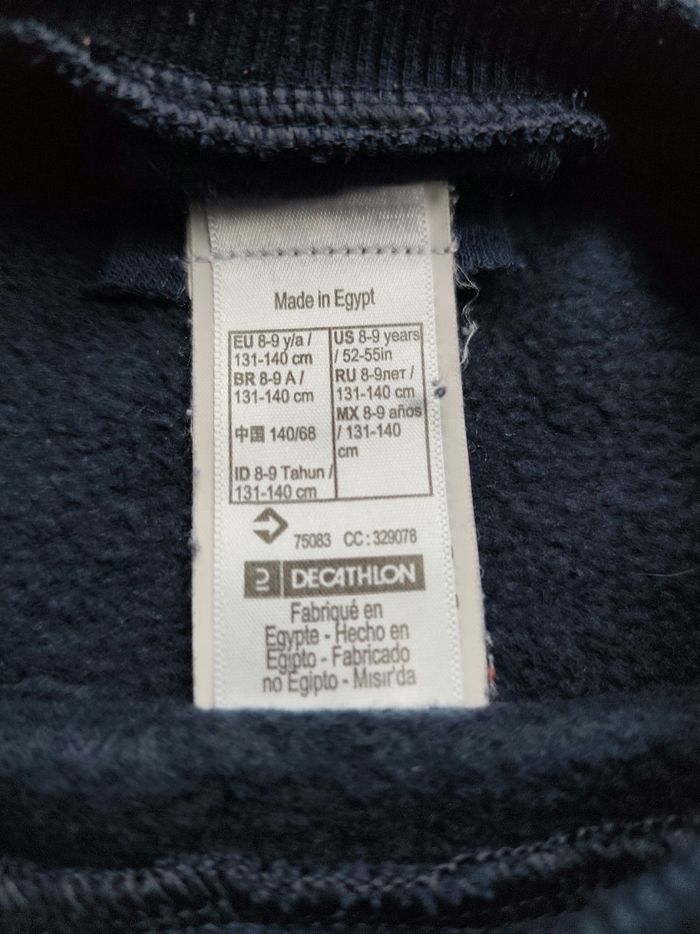 Made in Egypt
EU 8-9 y/a /
131-140 cm
BR 8-9 A /
131-140 cm
中国 140/68
ID 8-9 Tahun /
131-140 cm
US 8-9 years
/ 52-55in
RU 8-9лет /
131-140 cm
MX 8-9 años
/ 131-140
cm
75083 CC : 329078
DECATHLON
Fabriqué en
Egypte - Hecho en
Egipto - Fabricado
no Egipto - Mısır'da